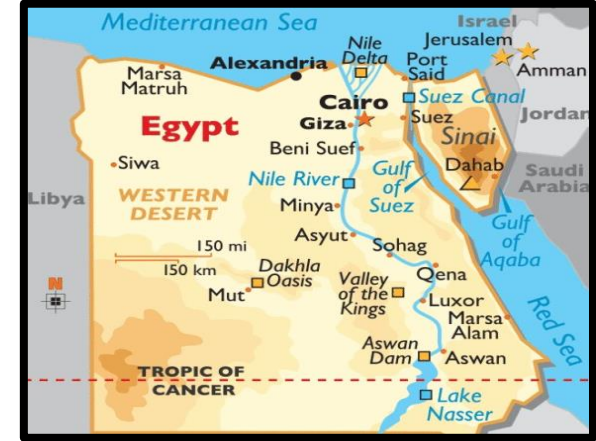 Mediterranean Sea
Israel
Jerusalem
Nile
Delta
Alexandria
Port
Said
Amman
Marsa
Matruh
Cairo
Suez Canal
Jordan
Egypt
Giza
Suez
Sinai
Beni Suef
Siwa
Dahab
Saudi
Arabia
Nile River
Gulf
of
Suez
Libya
WESTERN
DESERT
Minya
Gulf
of
Aqaba
Asyut
Sohag
150 mi
150 km
N
Dakhla
Oasis
Mut
Valley
of the
Kings
Qena
Luxor
Red Sea
Marsa
Alam
Aswan
Dam
Aswan
TROPIC OF
CANCER
Lake
Nasser